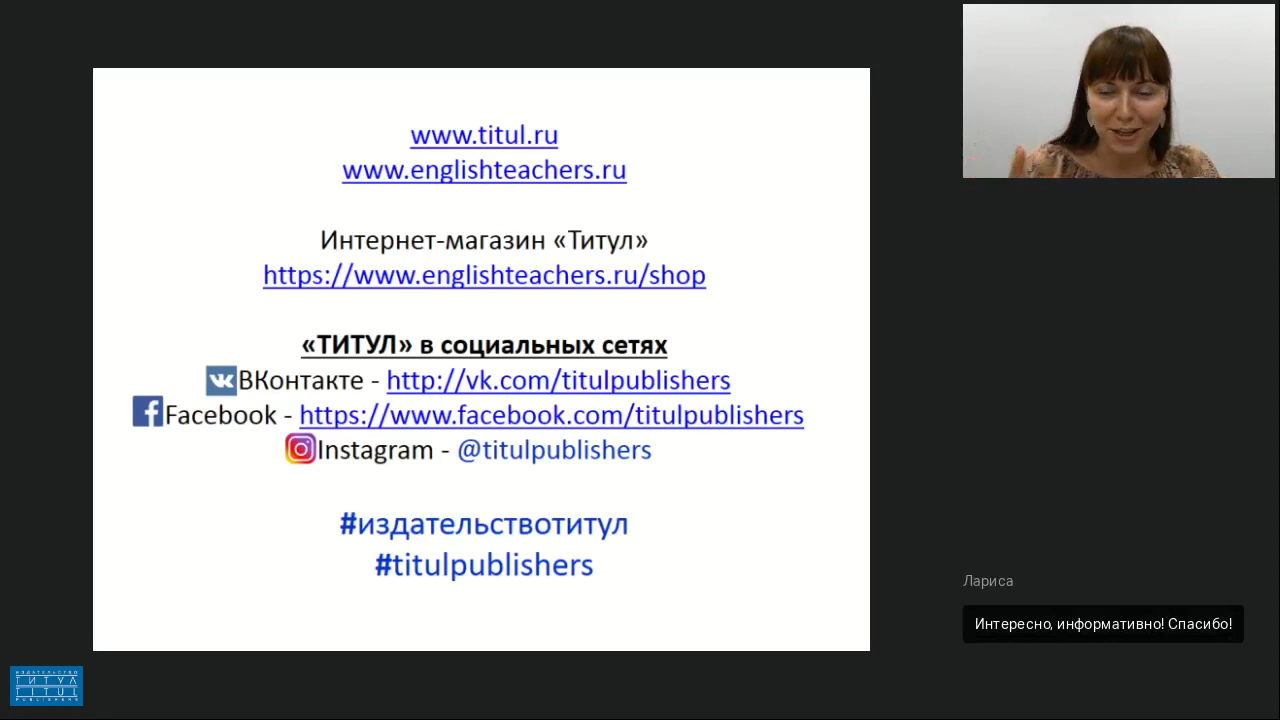 www.titul.ru
www.englishteachers.ru
Интернет-магазин «Титул»
https://www.englishteachers.ru/shop
«ТИТУЛ» в социальных сетях
ВКонтакте - http://vk.com/titulpublishers
Facebook - https://www.facebook.com/titulpublishers
Instagram - @titulpublishers
#издательствотитул
#titulpublishers
Лариса
Интересно, информативно! Спасибо!
ИЗДАТЕЛЬСТВО
ТИТУЛ
TITUL
PUBLISHERS